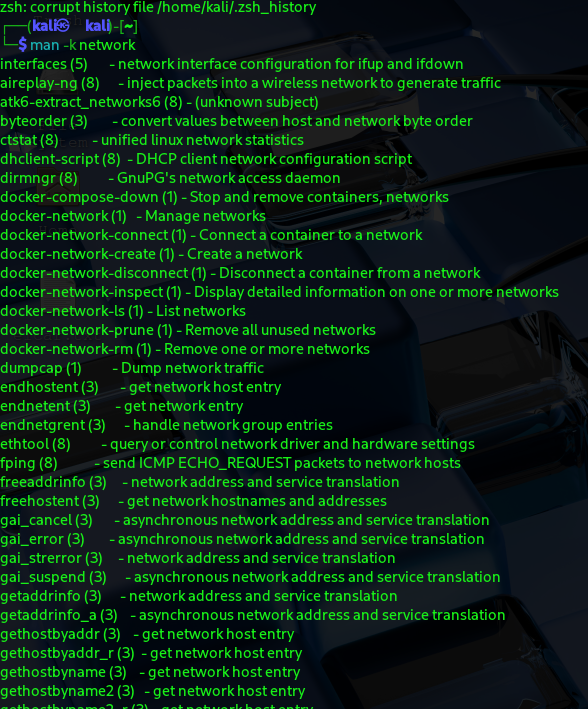 zsh: corrupt history file /home/kali/.zsh_history
┌──(kali㉿kali)-[~]
└─$ man -k network
interfaces (5) - network interface configuration for ifup and ifdown
aireplay-ng (8) - inject packets into a wireless network to generate traffic
atk6-extract_networks6 (8) - (unknown subject)
byteorder (3) - convert values between host and network byte order
ctstat (8) - unified linux network statistics
dhclient-script (8) - DHCP client network configuration script
dirmngr (8) - GnuPG's network access daemon
docker-compose-down (1) - Stop and remove containers, networks
docker-network (1) - Manage networks
docker-network-connect (1) - Connect a container to a network
docker-network-create (1) - Create a network
docker-network-disconnect (1) - Disconnect a container from a network
docker-network-inspect (1) - Display detailed information on one or more networks
docker-network-ls (1) - List networks
docker-network-prune (1) - Remove all unused networks
docker-network-rm (1) - Remove one or more networks
dumpcap (1) - Dump network traffic
endhostent (3) - get network host entry
endnetent (3) - get network entry
endnetgrent (3) - handle network group entries
ethtool (8) - query or control network driver and hardware settings
fping (8) - send ICMP ECHO_REQUEST packets to network hosts
freeaddrinfo (3) - network address and service translation
freehostent (3) - get network hostnames and addresses
gai_cancel (3) - asynchronous network address and service translation
gai_error (3) - asynchronous network address and service translation
gai_strerror (3) - network address and service translation
gai_suspend (3) - asynchronous network address and service translation
getaddrinfo (3) - network address and service translation
getaddrinfo_a (3) - asynchronous network address and service translation
gethostbyaddr (3) - get network host entry
gethostbyaddr_r (3) - get network host entry
gethostbyname (3) - get network host entry
gethostbyname2 (3) - get network host entry
gethostbyname2_r (3) - get network host entry